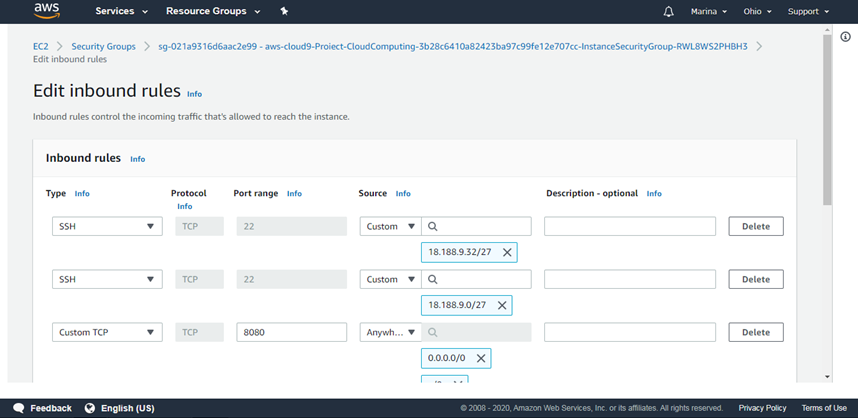 aws Services Resource Groups Marina Ohio Support
EC2 Security Groups sg-021a9316d6aac2e99 - aws-cloud9-Project-CloudComputing-3b28c6410a82423ba97c99fe12e707cc-InstanceSecurityGroup-RWL8WS2PHBH3
Edit inbound rules
Edit inbound rules Info
Inbound rules control the incoming traffic that's allowed to reach the instance.
Inbound rules Info
Type Info Protocol Info Port range Info Source Info Description - optional Info
SSH TCP 22 Custom Delete
18.188.9.32/27
SSH TCP 22 Custom Delete
18.188.9.0/27
Custom TCP TCP 8080 Anywh... Delete
0.0.0.0/0
Feedback English (US) © 2008 - 2020, Amazon Web Services, Inc. or its affiliates. All rights reserved. Privacy Policy Terms of Use